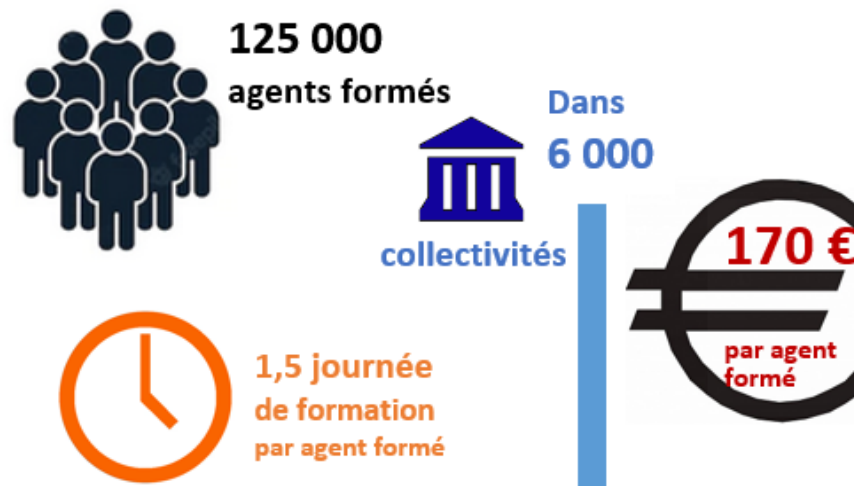 125 000
agents formés
Dans
6 000
collectivités
170 €
par agent
formé
1,5 journée
de formation
par agent formé